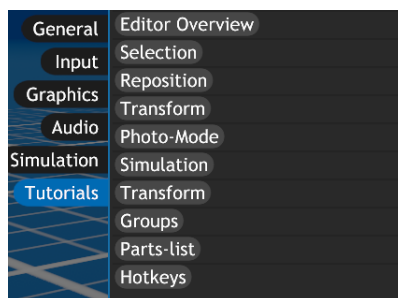 General
Input
Graphics
Audio
Simulation
Tutorials
Editor Overview
Selection
Reposition
Transform
Photo-Mode
Simulation
Transform
Groups
Parts-list
Hotkeys